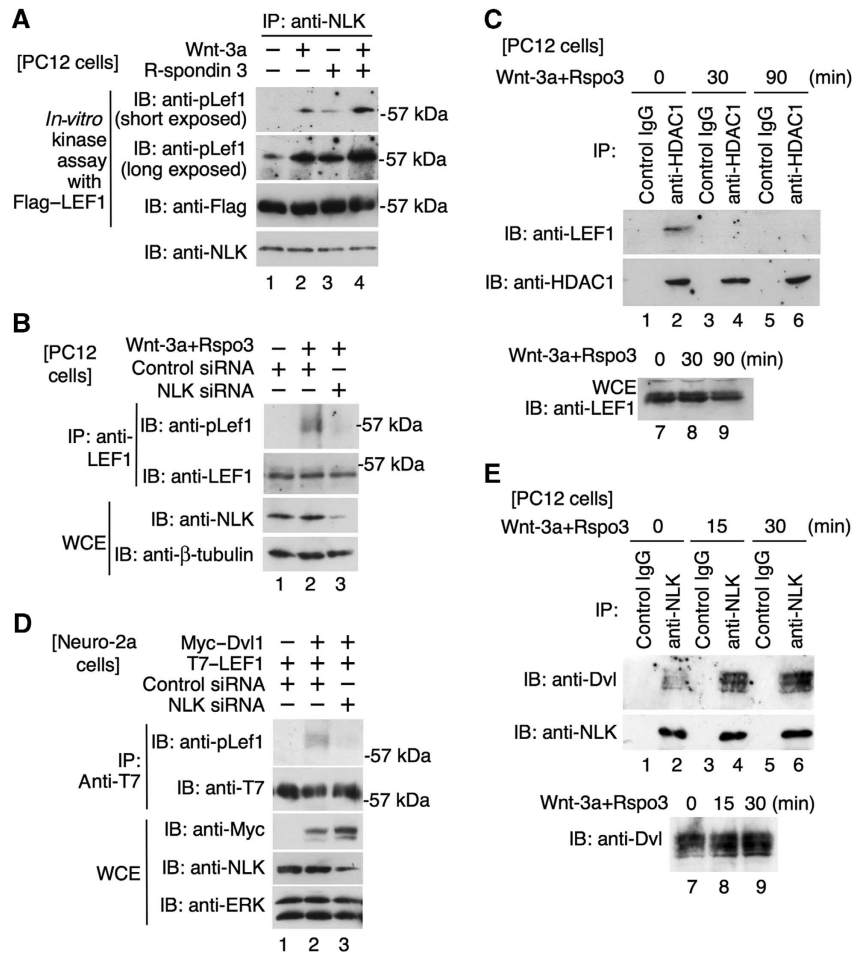 A
IP: anti-NLK
Wnt-3a − + − +
[PC12 cells]
R-spondin 3 − − + +
In-vitro
kinase
assay
with
Flag–LEF1
IB: anti-pLef1
(short exposed)
-57 kDa
IB: anti-pLef1
(long exposed)
-57 kDa
IB: anti-Flag
-57 kDa
IB: anti-NLK
1 2 3 4
B
[PC12
cells]
Wnt-3a+Rspo3 − + +
Control siRNA + + −
NLK siRNA − − +
IP: anti-
LEF1
IB: anti-pLef1
-57 kDa
IB: anti-LEF1
-57 kDa
WCE
IB: anti-NLK
IB: anti-β-tubulin
1 2 3
D
[Neuro-2a
cells]
Myc–Dvl1 − + +
T7–LEF1 + + +
Control siRNA + + −
NLK siRNA − − +
IP:
Anti-T7
IB: anti-pLef1
-57 kDa
IB: anti-T7
-57 kDa
WCE
IB: anti-Myc
IB: anti-NLK
IB: anti-ERK
1 2 3
C
[PC12 cells]
Wnt-3a+Rspo3 0 30 90 (min)
IP:
Control IgG
anti-HDAC1
Control IgG
anti-HDAC1
Control IgG
anti-HDAC1
IB: anti-LEF1
IB: anti-HDAC1
1 2 3 4 5 6
Wnt-3a+Rspo3 0 30 90 (min)
WCE
IB: anti-LEF1
7 8 9
E
[PC12 cells]
Wnt-3a+Rspo3 0 15 30 (min)
IP:
Control IgG
anti-NLK
Control IgG
anti-NLK
Control IgG
anti-NLK
IB: anti-Dvl
IB: anti-NLK
1 2 3 4 5 6
Wnt-3a+Rspo3 0 15 30 (min)
IB: anti-Dvl
7 8 9